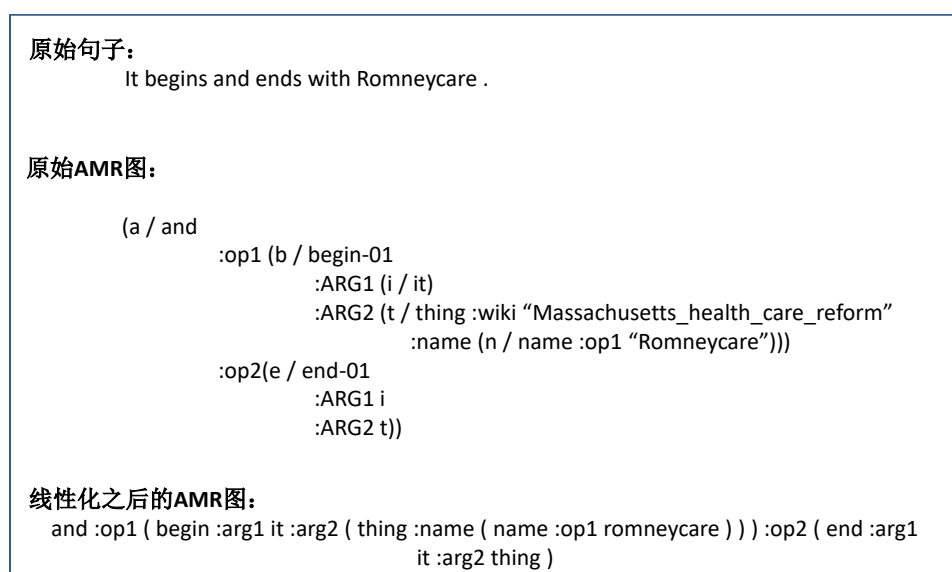 原始句子：
It begins and ends with Romneycare .
原始AMR图：
(a / and
:op1 (b / begin-01
:ARG1 (i / it)
:ARG2 (t / thing :wiki “Massachusetts_health_care_reform”
:name (n / name :op1 “Romneycare”)))
:op2(e / end-01
:ARG1 i
:ARG2 t))
线性化之后的AMR图：
and :op1 ( begin :arg1 it :arg2 ( thing :name ( name :op1 romneycare ) ) ) :op2 ( end :arg1
it :arg2 thing )